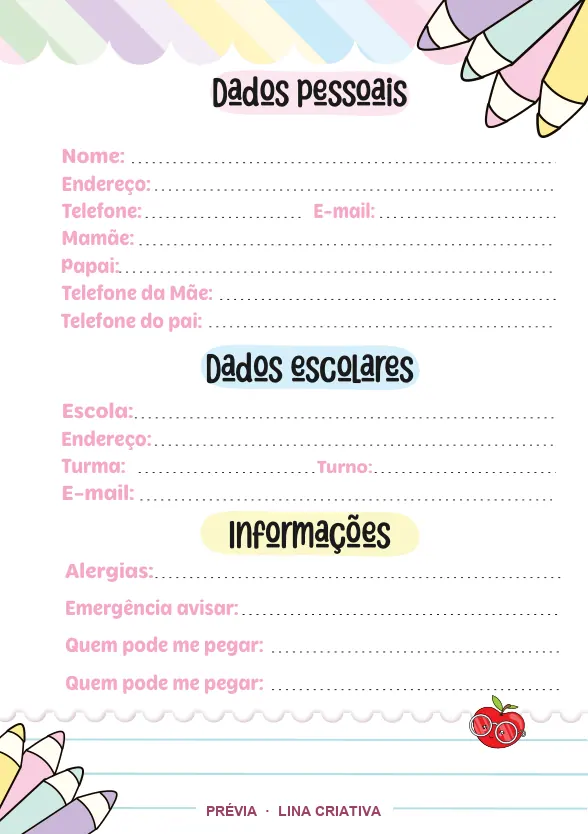 Dados pessoais
Nome:
Endereço:
Telefone: E-mail:
Mamãe:
Papai:
Telefone da Mãe:
Telefone do pai:
Dados escolares
Escola:
Endereço:
Turma: Turno:
E-mail:
Informações
Alergias:
Emergência avisar:
Quem pode me pegar:
Quem pode me pegar:
PRÉVIA · LINA CRIATIVA